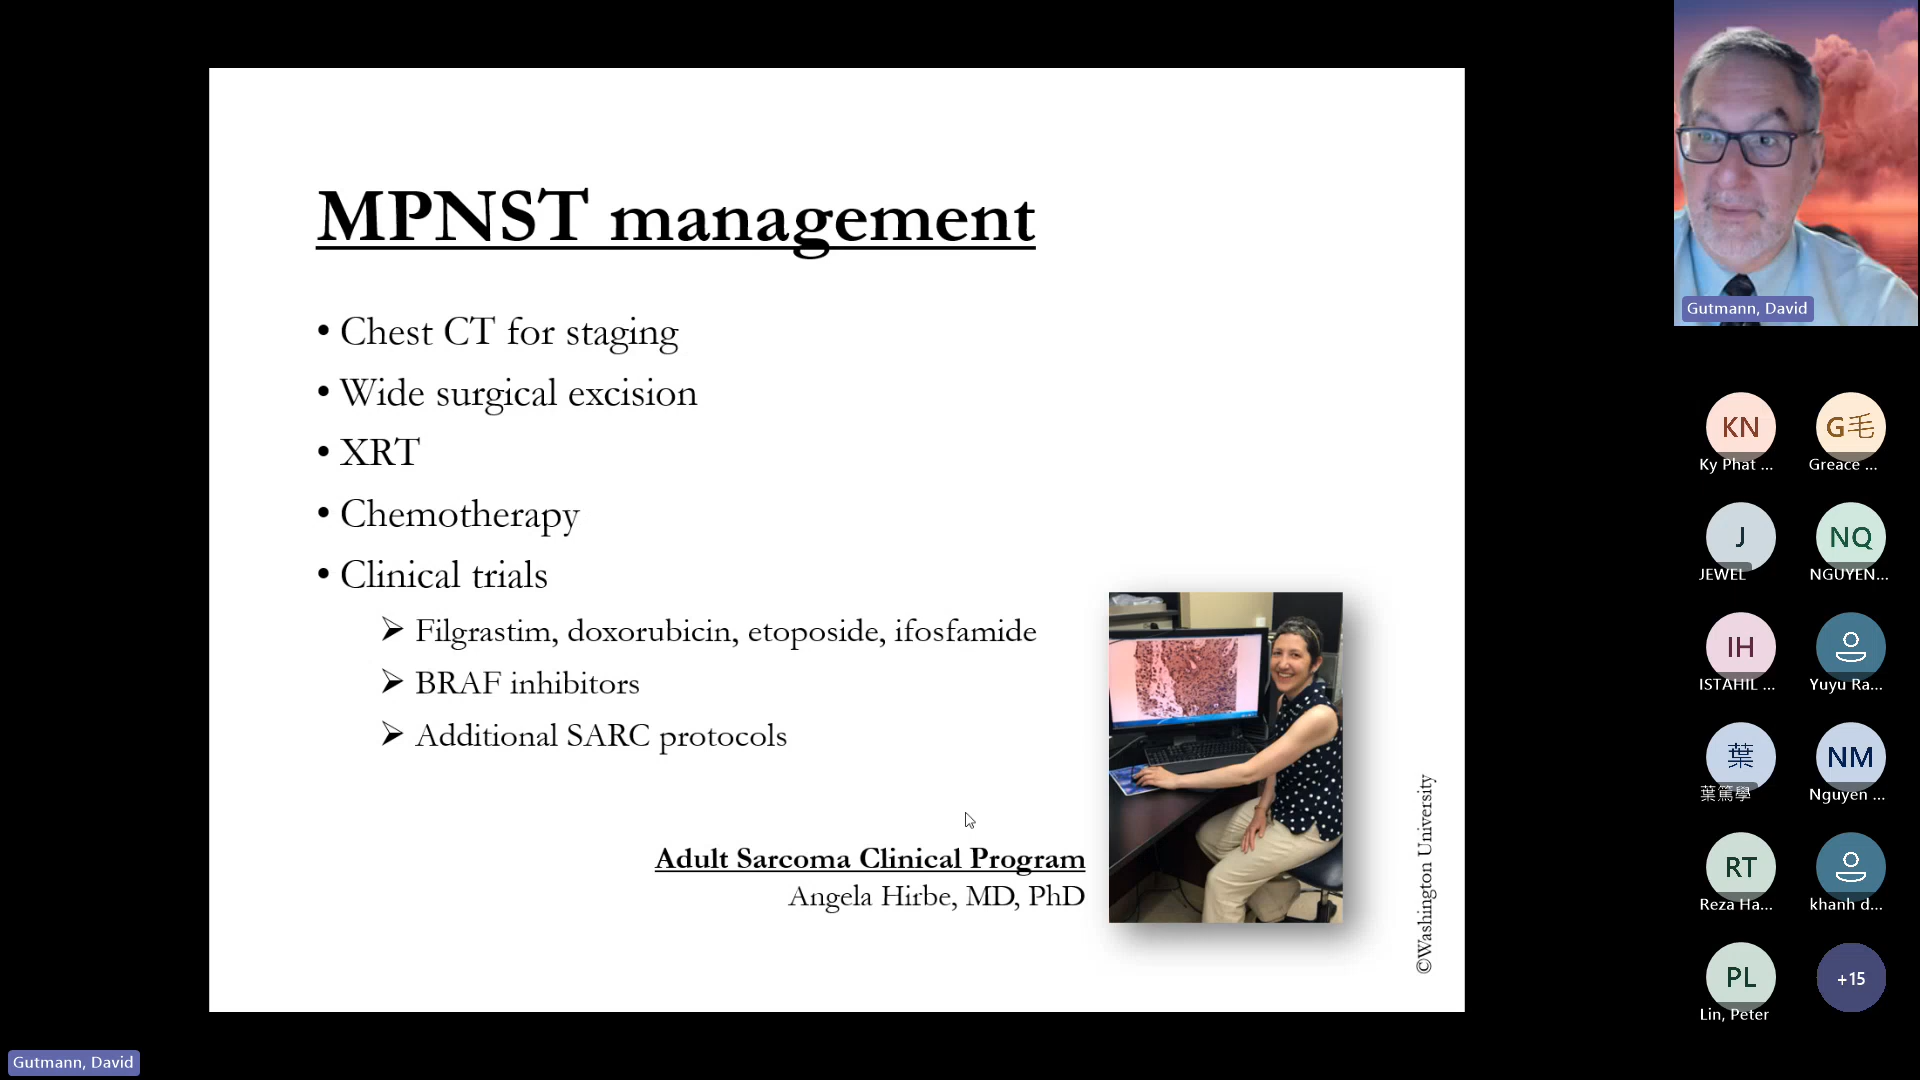 MPNST management
• Chest CT for staging
• Wide surgical excision
• XRT
• Chemotherapy
• Clinical trials
➢ Filgrastim, doxorubicin, etoposide, ifosfamide
➢ BRAF inhibitors
➢ Additional SARC protocols
Adult Sarcoma Clinical Program
Angela Hirbe, MD, PhD
©Washington University
Gutmann, David
KN
Ky Phat ...
G毛
Greace ...
J
JEWEL
NQ
NGUYEN...
IH
ISTAHIL ...
Yuyu Ra...
葉
葉篤學
NM
Nguyen ...
RT
Reza Ha...
khanh d...
PL
Lin, Peter
+15
Gutmann, David